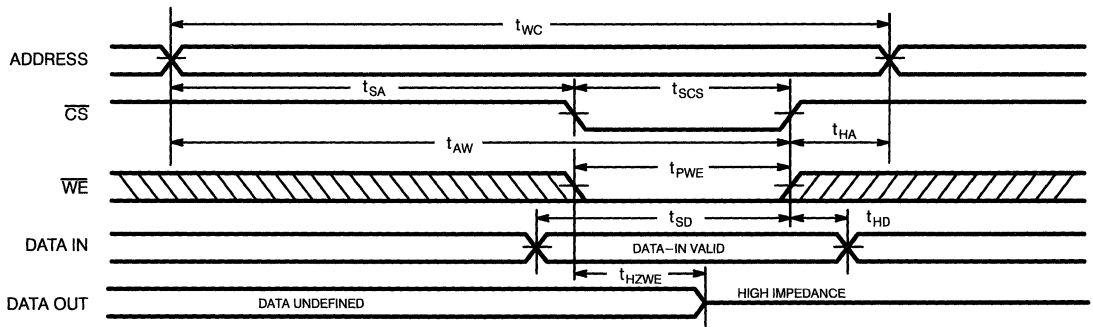 tWC
ADDRESS
tSA
tSCS
CS
tAW
tHA
tPWE
WE
tSD
tHD
DATA IN
DATA-IN VALID
tHZWE
DATA OUT
DATA UNDEFINED
HIGH IMPEDANCE